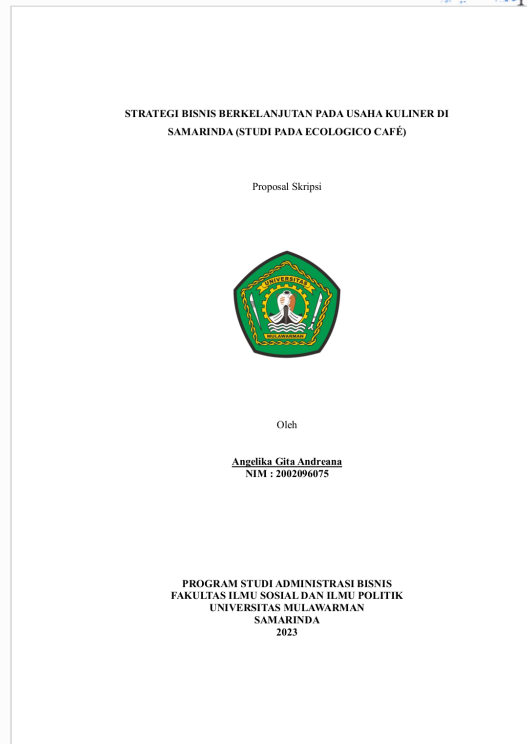 STRATEGI BISNIS BERKELANJUTAN PADA USAHA KULINER DI
SAMARINDA (STUDI PADA ECOLOGICO CAFÉ)
Proposal Skripsi
UNIVERSITAS
MULAWARMAN
Oleh
Angelika Gita Andreana
NIM : 2002096075
PROGRAM STUDI ADMINISTRASI BISNIS
FAKULTAS ILMU SOSIAL DAN ILMU POLITIK
UNIVERSITAS MULAWARMAN
SAMARINDA
2023